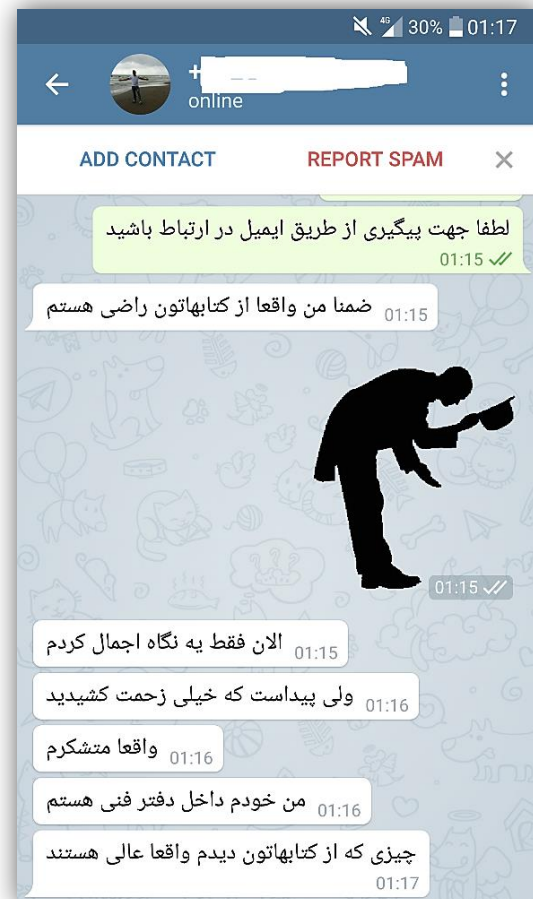 4G 30% 01:17
+
online
ADD CONTACT
REPORT SPAM
لطفا جهت پیگیری از طریق ایمیل در ارتباط باشید
01:15
ضمنا من واقعا از کتابهاتون راضی هستم
01:15
01:15
الان فقط یه نگاه اجمال کردم
01:15
ولی پیداست که خیلی زحمت کشیدید
01:16
واقعا متشکرم
01:16
من خودم داخل دفتر فنی هستم
01:16
چیزی که از کتابهاتون دیدم واقعا عالی هستند
01:17